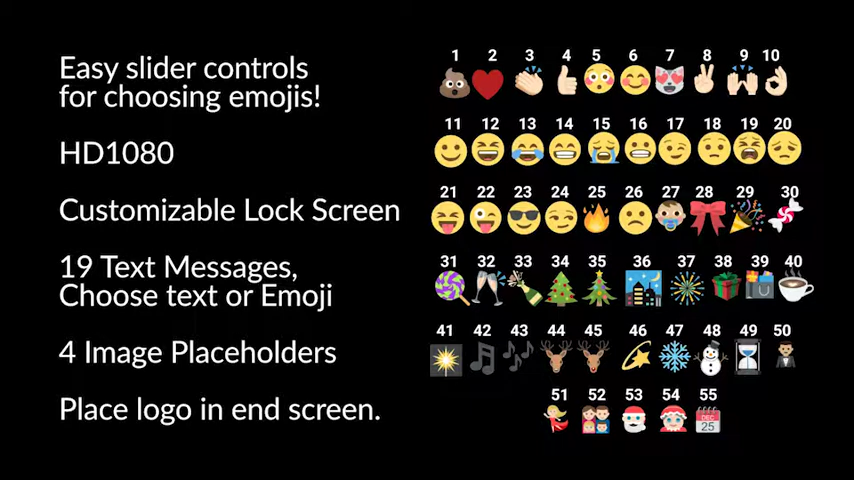 Easy slider controls
for choosing emojis!
HD1080
Customizable Lock Screen
19 Text Messages,
Choose text or Emoji
4 Image Placeholders
Place logo in end screen.
1 2 3 4 5 6 7 8 9 10
11 12 13 14 15 16 17 18 19 20
21 22 23 24 25 26 27 28 29 30
31 32 33 34 35 36 37 38 39 40
41 42 43 44 45 46 47 48 49 50
51 52 53 54 55
DEC
25